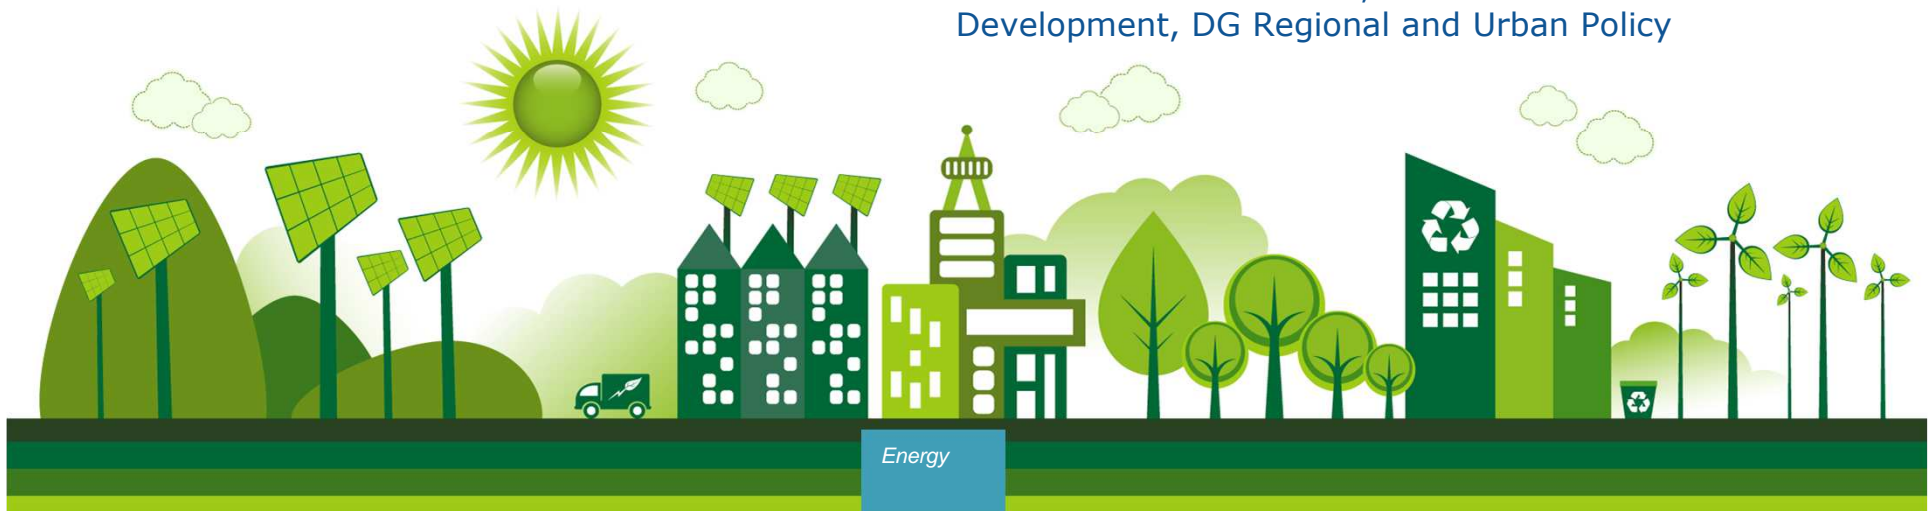 Development, DG Regional and Urban Policy
Energy